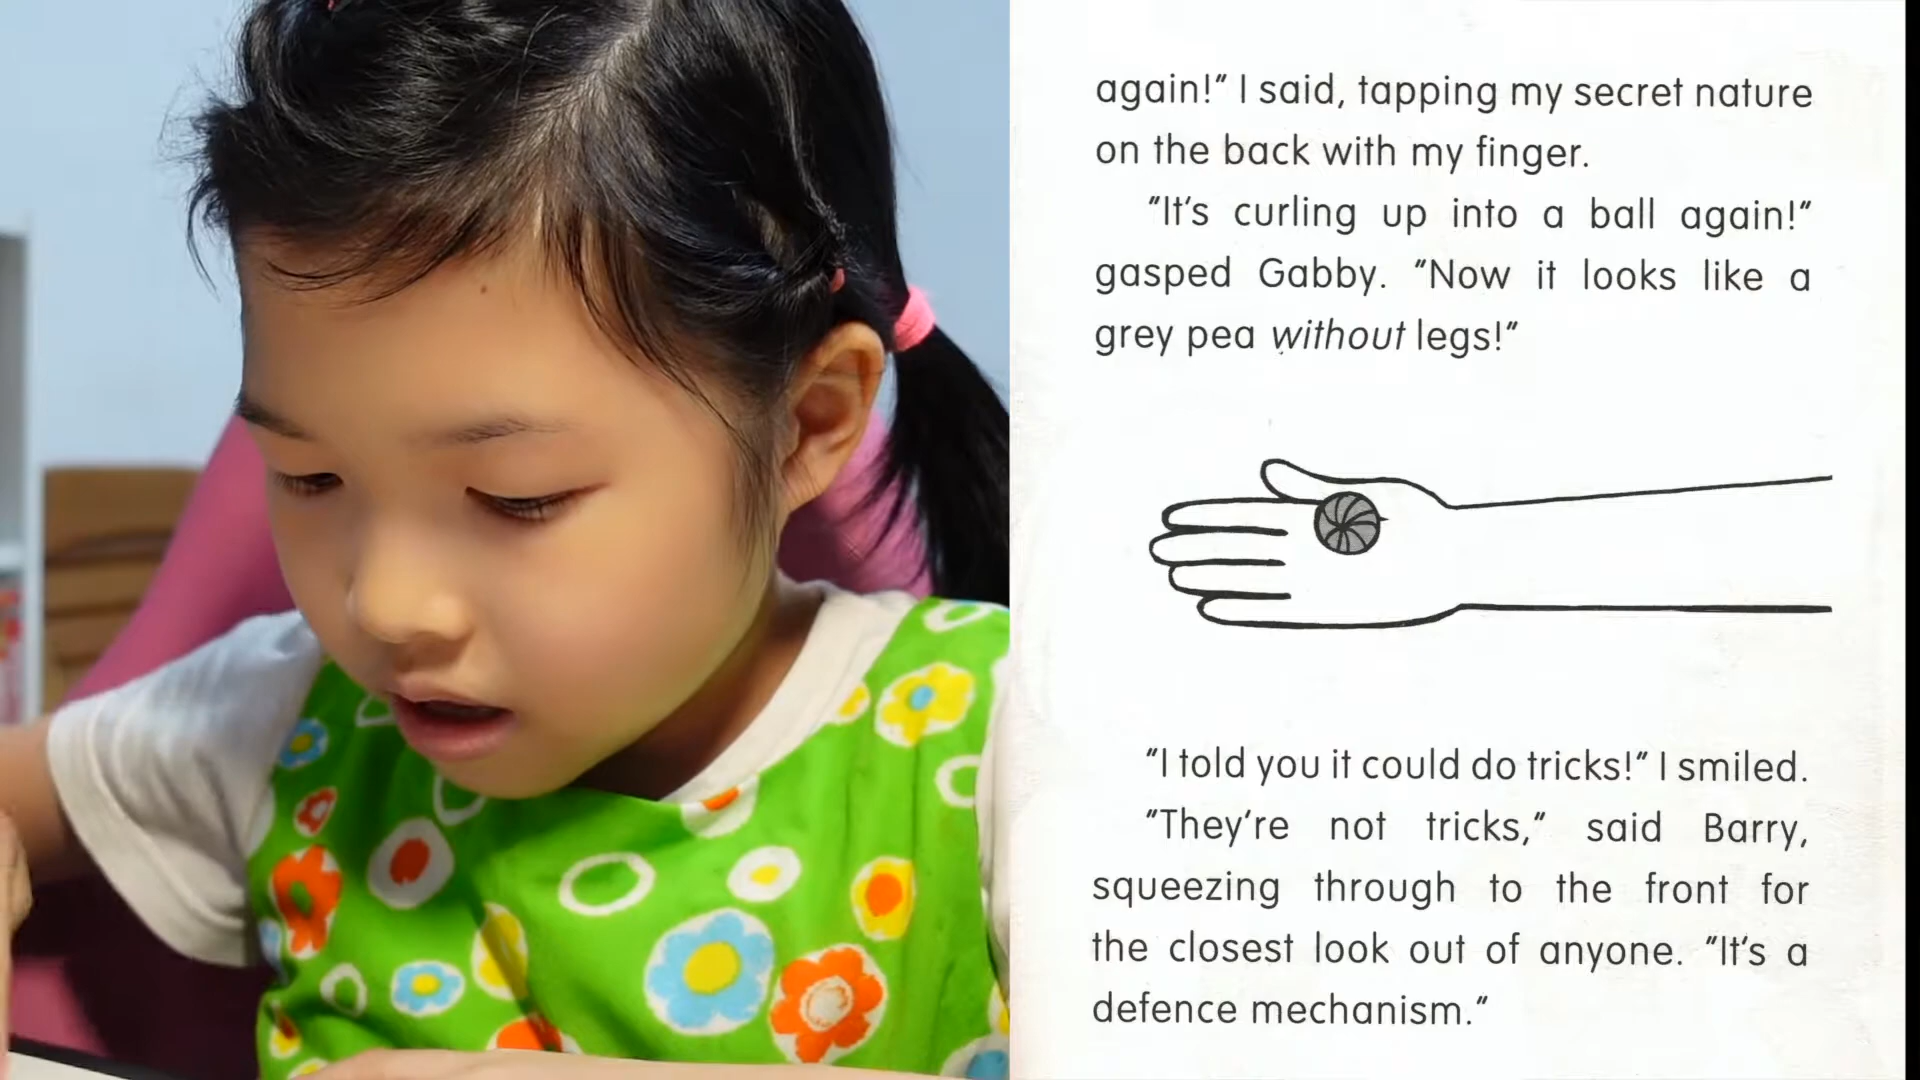 again!” I said, tapping my secret nature
on the back with my finger.
“It’s curling up into a ball again!”
gasped Gabby. “Now it looks like a
grey pea without legs!”
“I told you it could do tricks!” I smiled.
“They’re not tricks,” said Barry,
squeezing through to the front for
the closest look out of anyone. “It’s a
defence mechanism.”